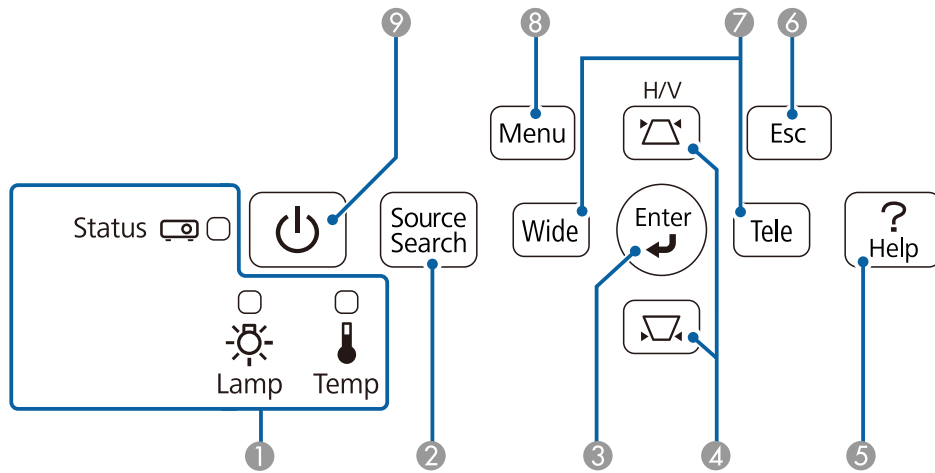 9
8
7
6
H/V
Menu
Esc
Status
Source
Search
Wide
Enter
Tele
?
Help
Lamp
Temp
1
2
3
4
5